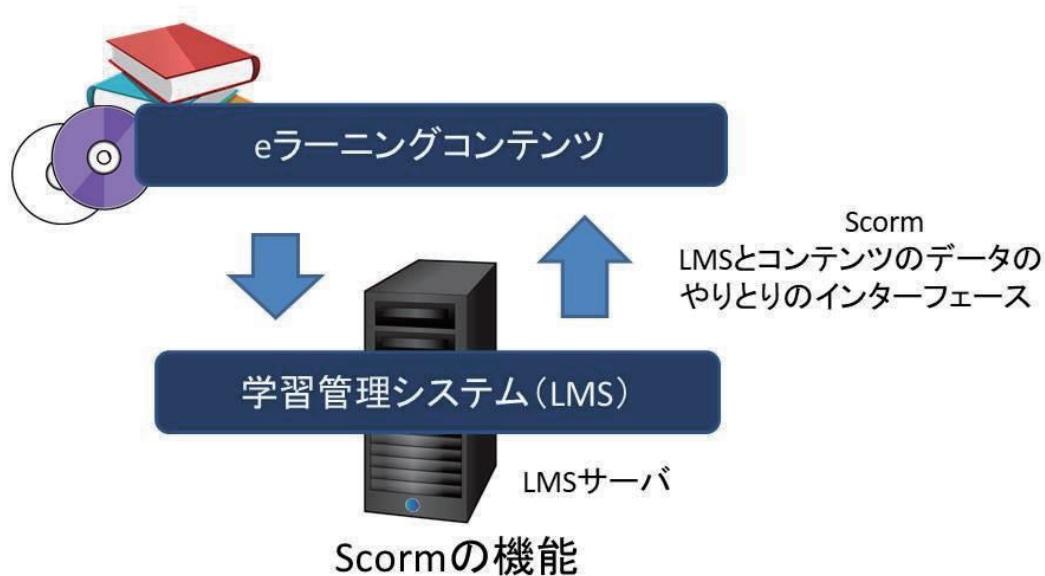 eラーニングコンテンツ
Scorm
LMSとコンテンツのデータの
やりとりのインターフェース
学習管理システム（LMS）
LMSサーバ
Scormの機能